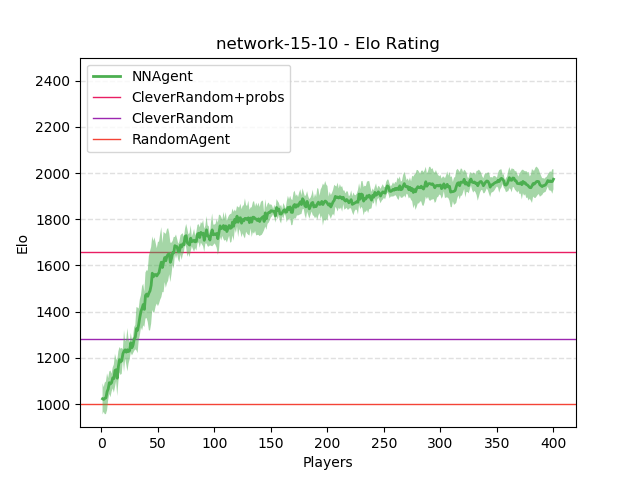 network-15-10 - Elo Rating
NNAgent
CleverRandom+probs
CleverRandom
RandomAgent
2400
2200
2000
1800
1600
1400
1200
1000
Elo
0 50 100 150 200 250 300 350 400
Players